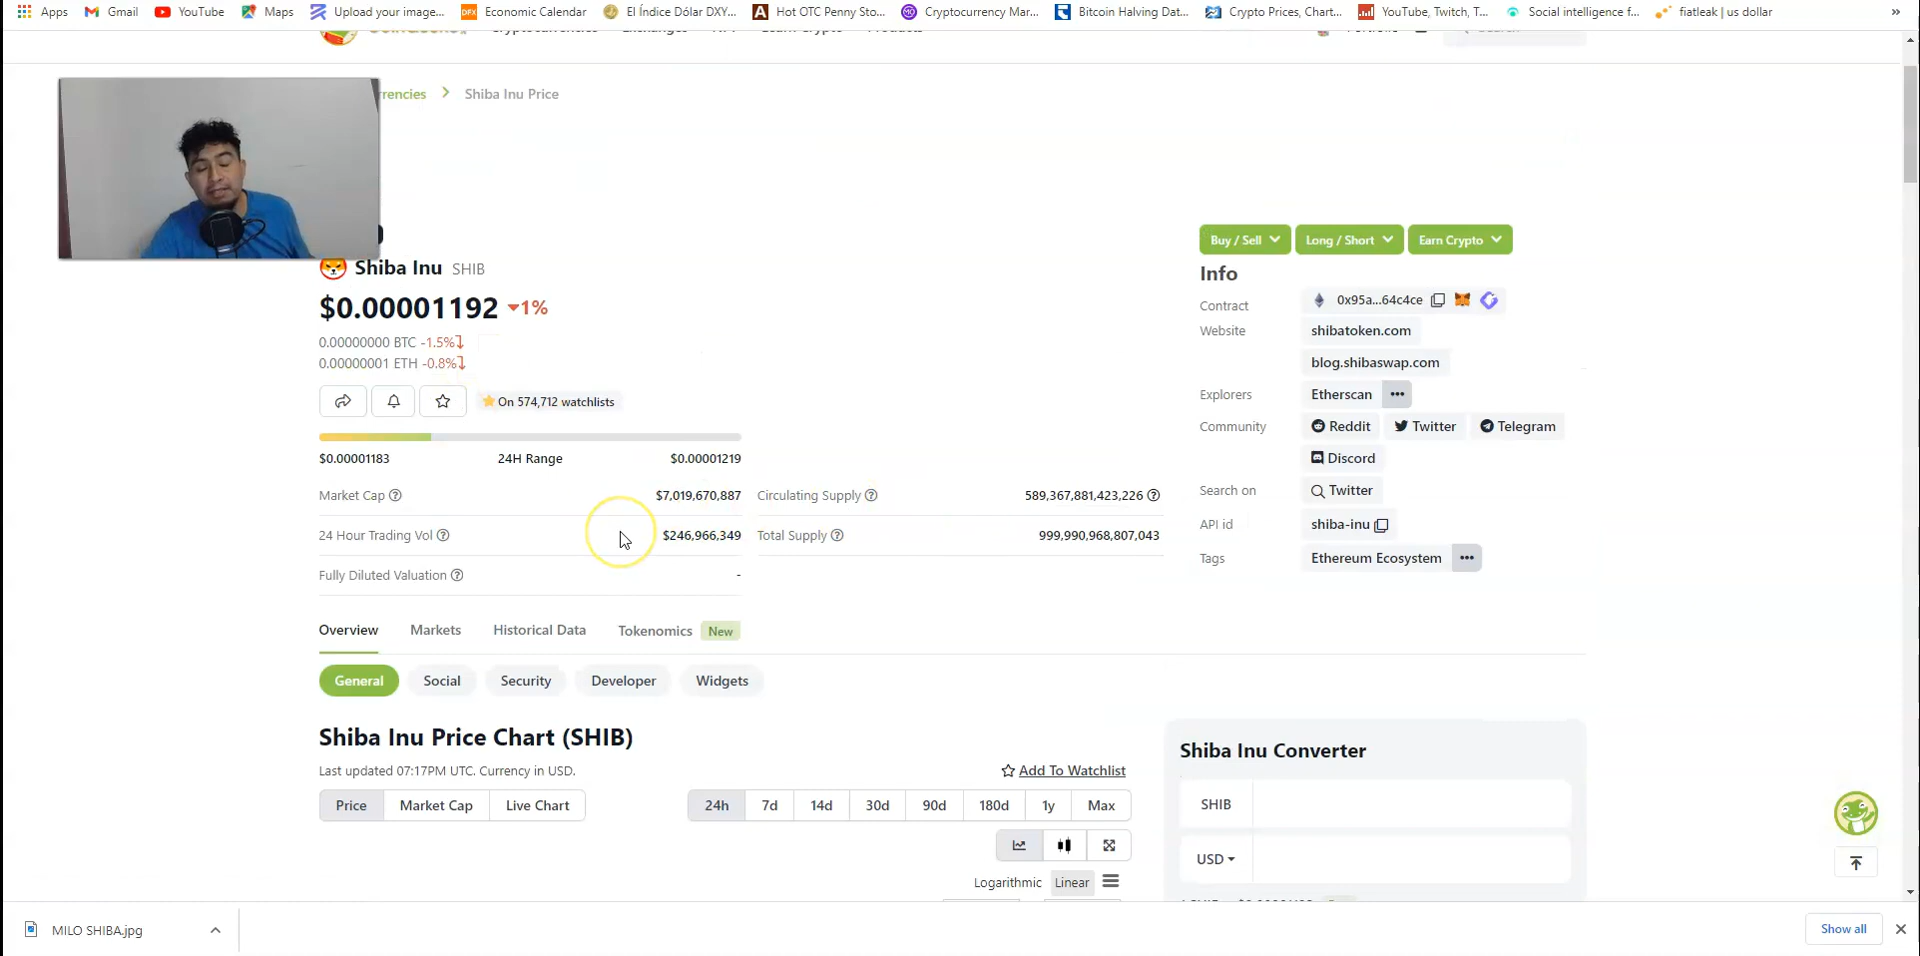 Apps Gmail YouTube Maps Upload your image... Economic Calendar El Índice Dólar DXY... Hot OTC Penny Sto... Cryptocurrency Mar... Bitcoin Halving Dat... Crypto Prices, Chart... YouTube, Twitch, T... Social intelligence f... fiatleak | us dollar »
rrencies > Shiba Inu Price
Buy / Sell Long / Short Earn Crypto
Shiba Inu SHIB
Info
$0.00001192 1%
Contract 0x95a...64c4ce
Website shibatoken.com
0.00000000 BTC -1.5%
0.00000001 ETH -0.8%
blog.shibaswap.com
Explorers Etherscan •••
On 574,712 watchlists
Community Reddit Twitter Telegram
$0.00001183 24H Range $0.00001219
Discord
Market Cap $7,019,670,887 Circulating Supply 589,367,881,423,226
Search on Twitter
24 Hour Trading Vol $246,966,349 Total Supply 999,990,968,807,043
API id shiba-inu
Tags Ethereum Ecosystem •••
Fully Diluted Valuation -
Overview Markets Historical Data Tokenomics New
General Social Security Developer Widgets
Shiba Inu Price Chart (SHIB)
Shiba Inu Converter
Last updated 07:17PM UTC. Currency in USD.
Add To Watchlist
Price Market Cap Live Chart 24h 7d 14d 30d 90d 180d 1y Max
SHIB
USD
Logarithmic Linear
MILO SHIBA.jpg
Show all